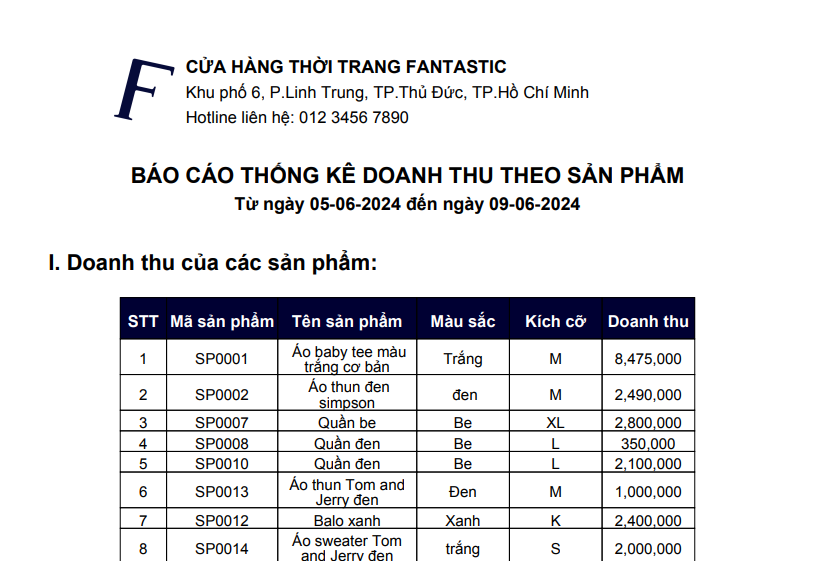 F
CỬA HÀNG THỜI TRANG FANTASTIC
Khu phố 6, P.Linh Trung, TP.Thủ Đức, TP.Hồ Chí Minh
Hotline liên hệ: 012 3456 7890
BÁO CÁO THỐNG KÊ DOANH THU THEO SẢN PHẨM
Từ ngày 05-06-2024 đến ngày 09-06-2024
I. Doanh thu của các sản phẩm:
STT Mã sản phẩm Tên sản phẩm Màu sắc Kích cỡ Doanh thu
1 SP0001 Áo baby tee màu trắng cơ bản Trắng M 8,475,000
2 SP0002 Áo thun đen simpson đen M 2,490,000
3 SP0007 Quần be Be XL 2,800,000
4 SP0008 Quần đen Be L 350,000
5 SP0010 Quần đen Be L 2,100,000
6 SP0013 Áo thun Tom and Jerry đen Đen M 1,000,000
7 SP0012 Balo xanh Xanh K 2,400,000
8 SP0014 Áo sweater Tom and Jerry đen trắng S 2,000,000